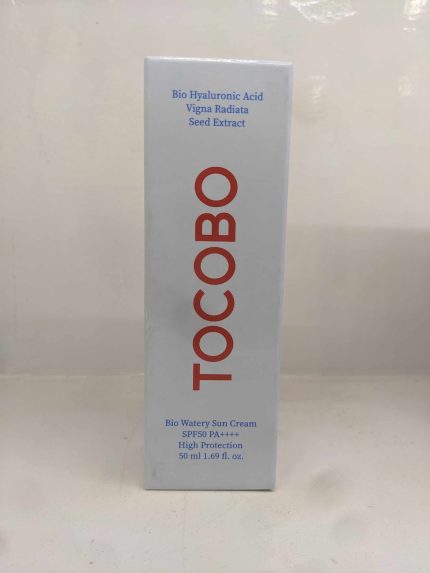 Bio Hyaluronic Acid
Vigna Radiata
Seed Extract
TOCOBO
Bio Watery Sun Cream
SPF50 PA++++
High Protection
50 ml 1.69 fl. oz.